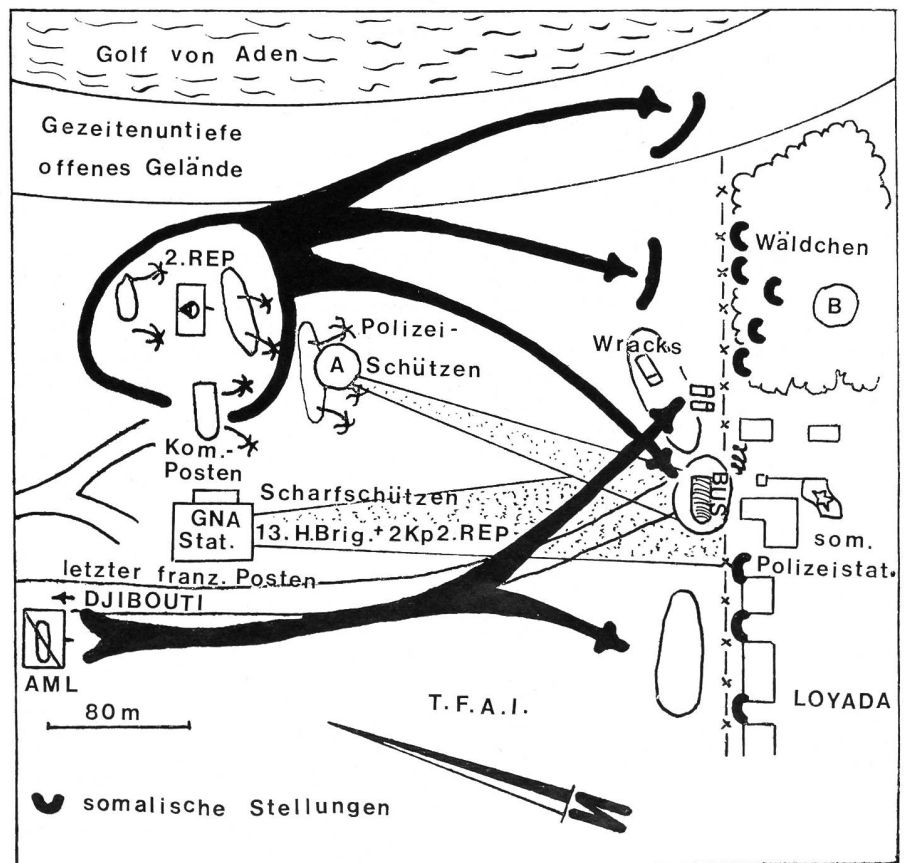 Golf von Aden
Gezeitenuntiefe
offenes Gelände
2.REP
Wäldchen
B
Polizei-
A Schützen
Wracks
Kom.-
Posten
Scharfschützen
BUS
GNA
Stat.
13.H.Brig.+2Kp2.REP
som.
Polizeistat.
letzter franz. Posten
DJIBOUTI
AML
80m
T.F.A.I.
LOYADA
N
somalische Stellungen